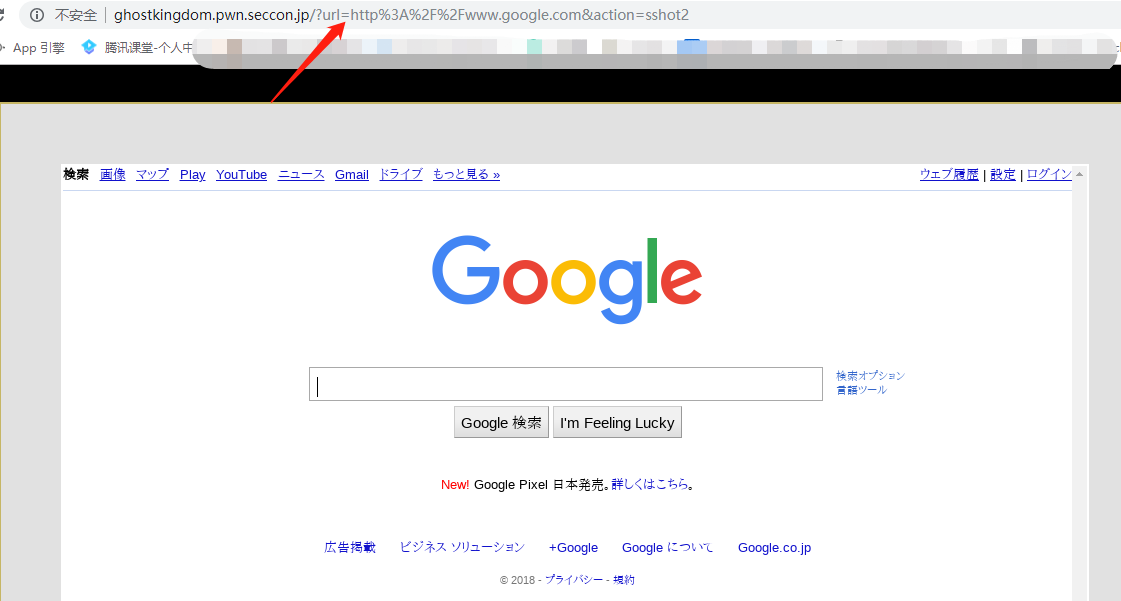 不安全 ghostkingdom.pwn.seccon.jp/?url=http%3A%2F%2Fwww.google.com&action=sshot2
App 引擎 腾讯课堂-个人中
検索 画像 マップ Play YouTube ニュース Gmail ドライブ もっと見る » ウェブ履歴 | 設定 | ログイン
Google
検索オプション
言語ツール
Google 検索 I'm Feeling Lucky
New! Google Pixel 日本発売。詳しくはこちら。
広告掲載 ビジネス ソリューション +Google Google について Google.co.jp
© 2018 - プライバシー - 規約